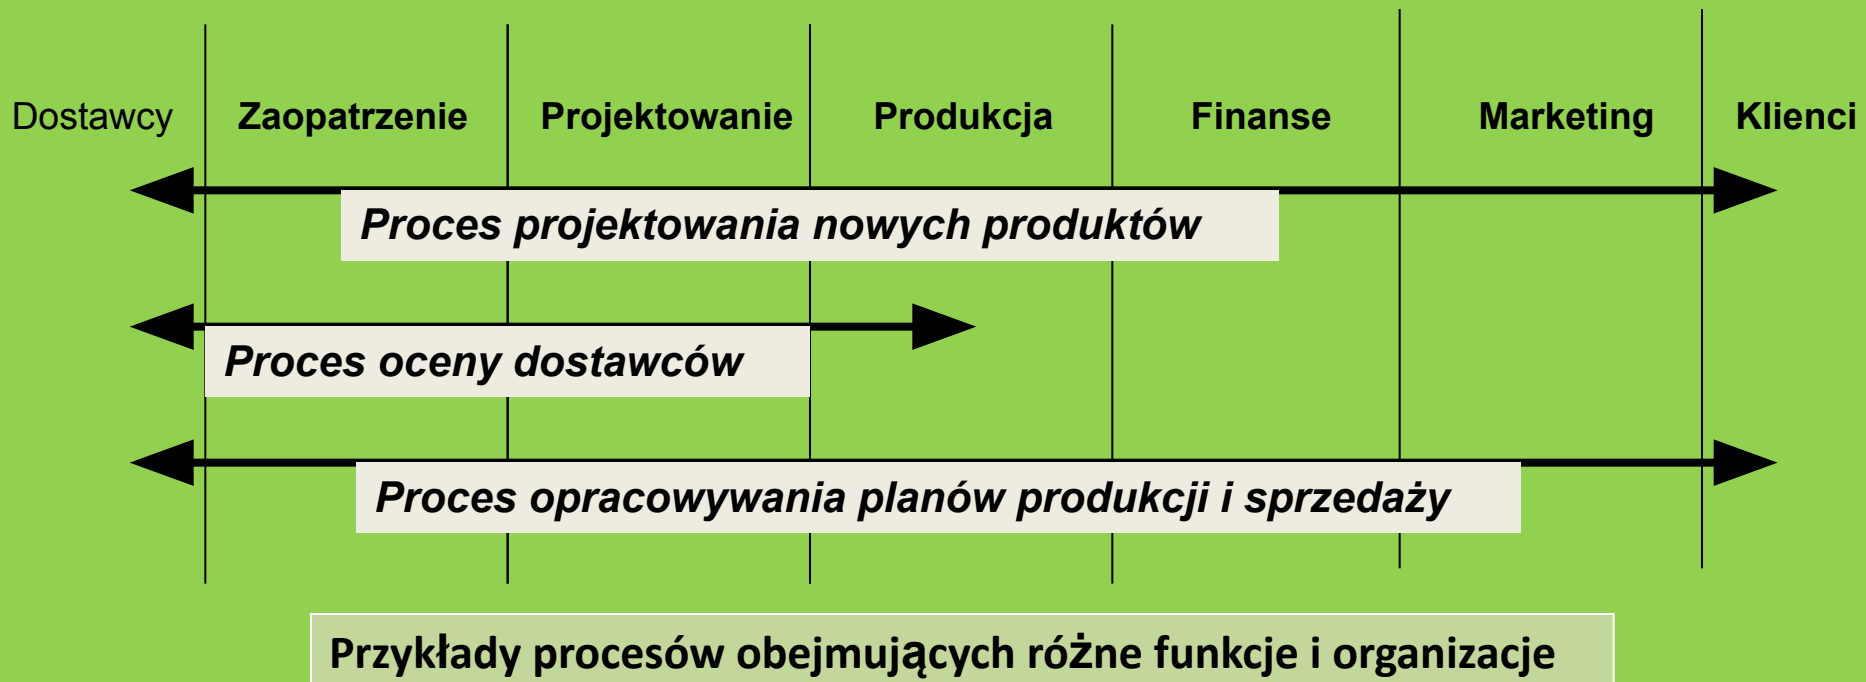 Dostawcy Zaopatrzenie Projektowanie Produkcja Finanse Marketing Klienci
Proces projektowania nowych produktów
Proces oceny dostawców
Proces opracowywania planów produkcji i sprzedaży
Przykłady procesów obejmujących różne funkcje i organizacje